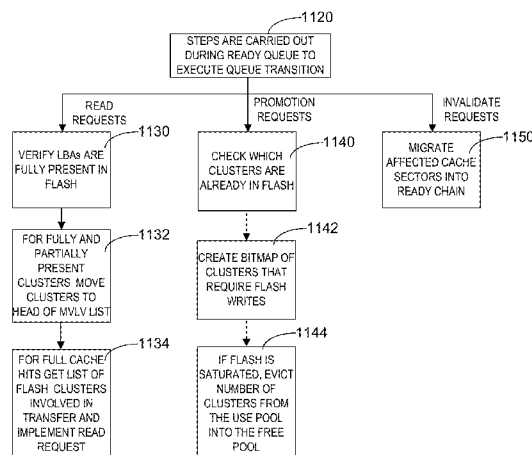 1120
STEPS ARE CARRIED OUT
DURING READY QUEUE TO
EXECUTE QUEUE TRANSITION
READ
REQUESTS
PROMOTION
REQUESTS
INVALIDATE
REQUESTS
1130
VERIFY LBAs ARE
FULLY PRESENT IN
FLASH
1140
CHECK WHICH
CLUSTERS ARE
ALREADY IN FLASH
1150
MIGRATE
AFFECTED CACHE
SECTORS INTO
READY CHAIN
1132
FOR FULLY AND
PARTIALLY
PRESENT
CLUSTERS MOVE
CLUSTERS TO
HEAD OF MVLV LIST
1142
CREATE BITMAP OF
CLUSTERS THAT
REQUIRE FLASH
WRITES
1134
FOR FULL CACHE
HITS GET LIST OF
FLASH CLUSTERS
INVOLVED IN
TRANSFER AND
IMPLEMENT READ
REQUEST
1144
IF FLASH IS
SATURATED, EVICT
NUMBER OF
CLUSTERS FROM
THE USE POOL
INTO THE FREE
POOL